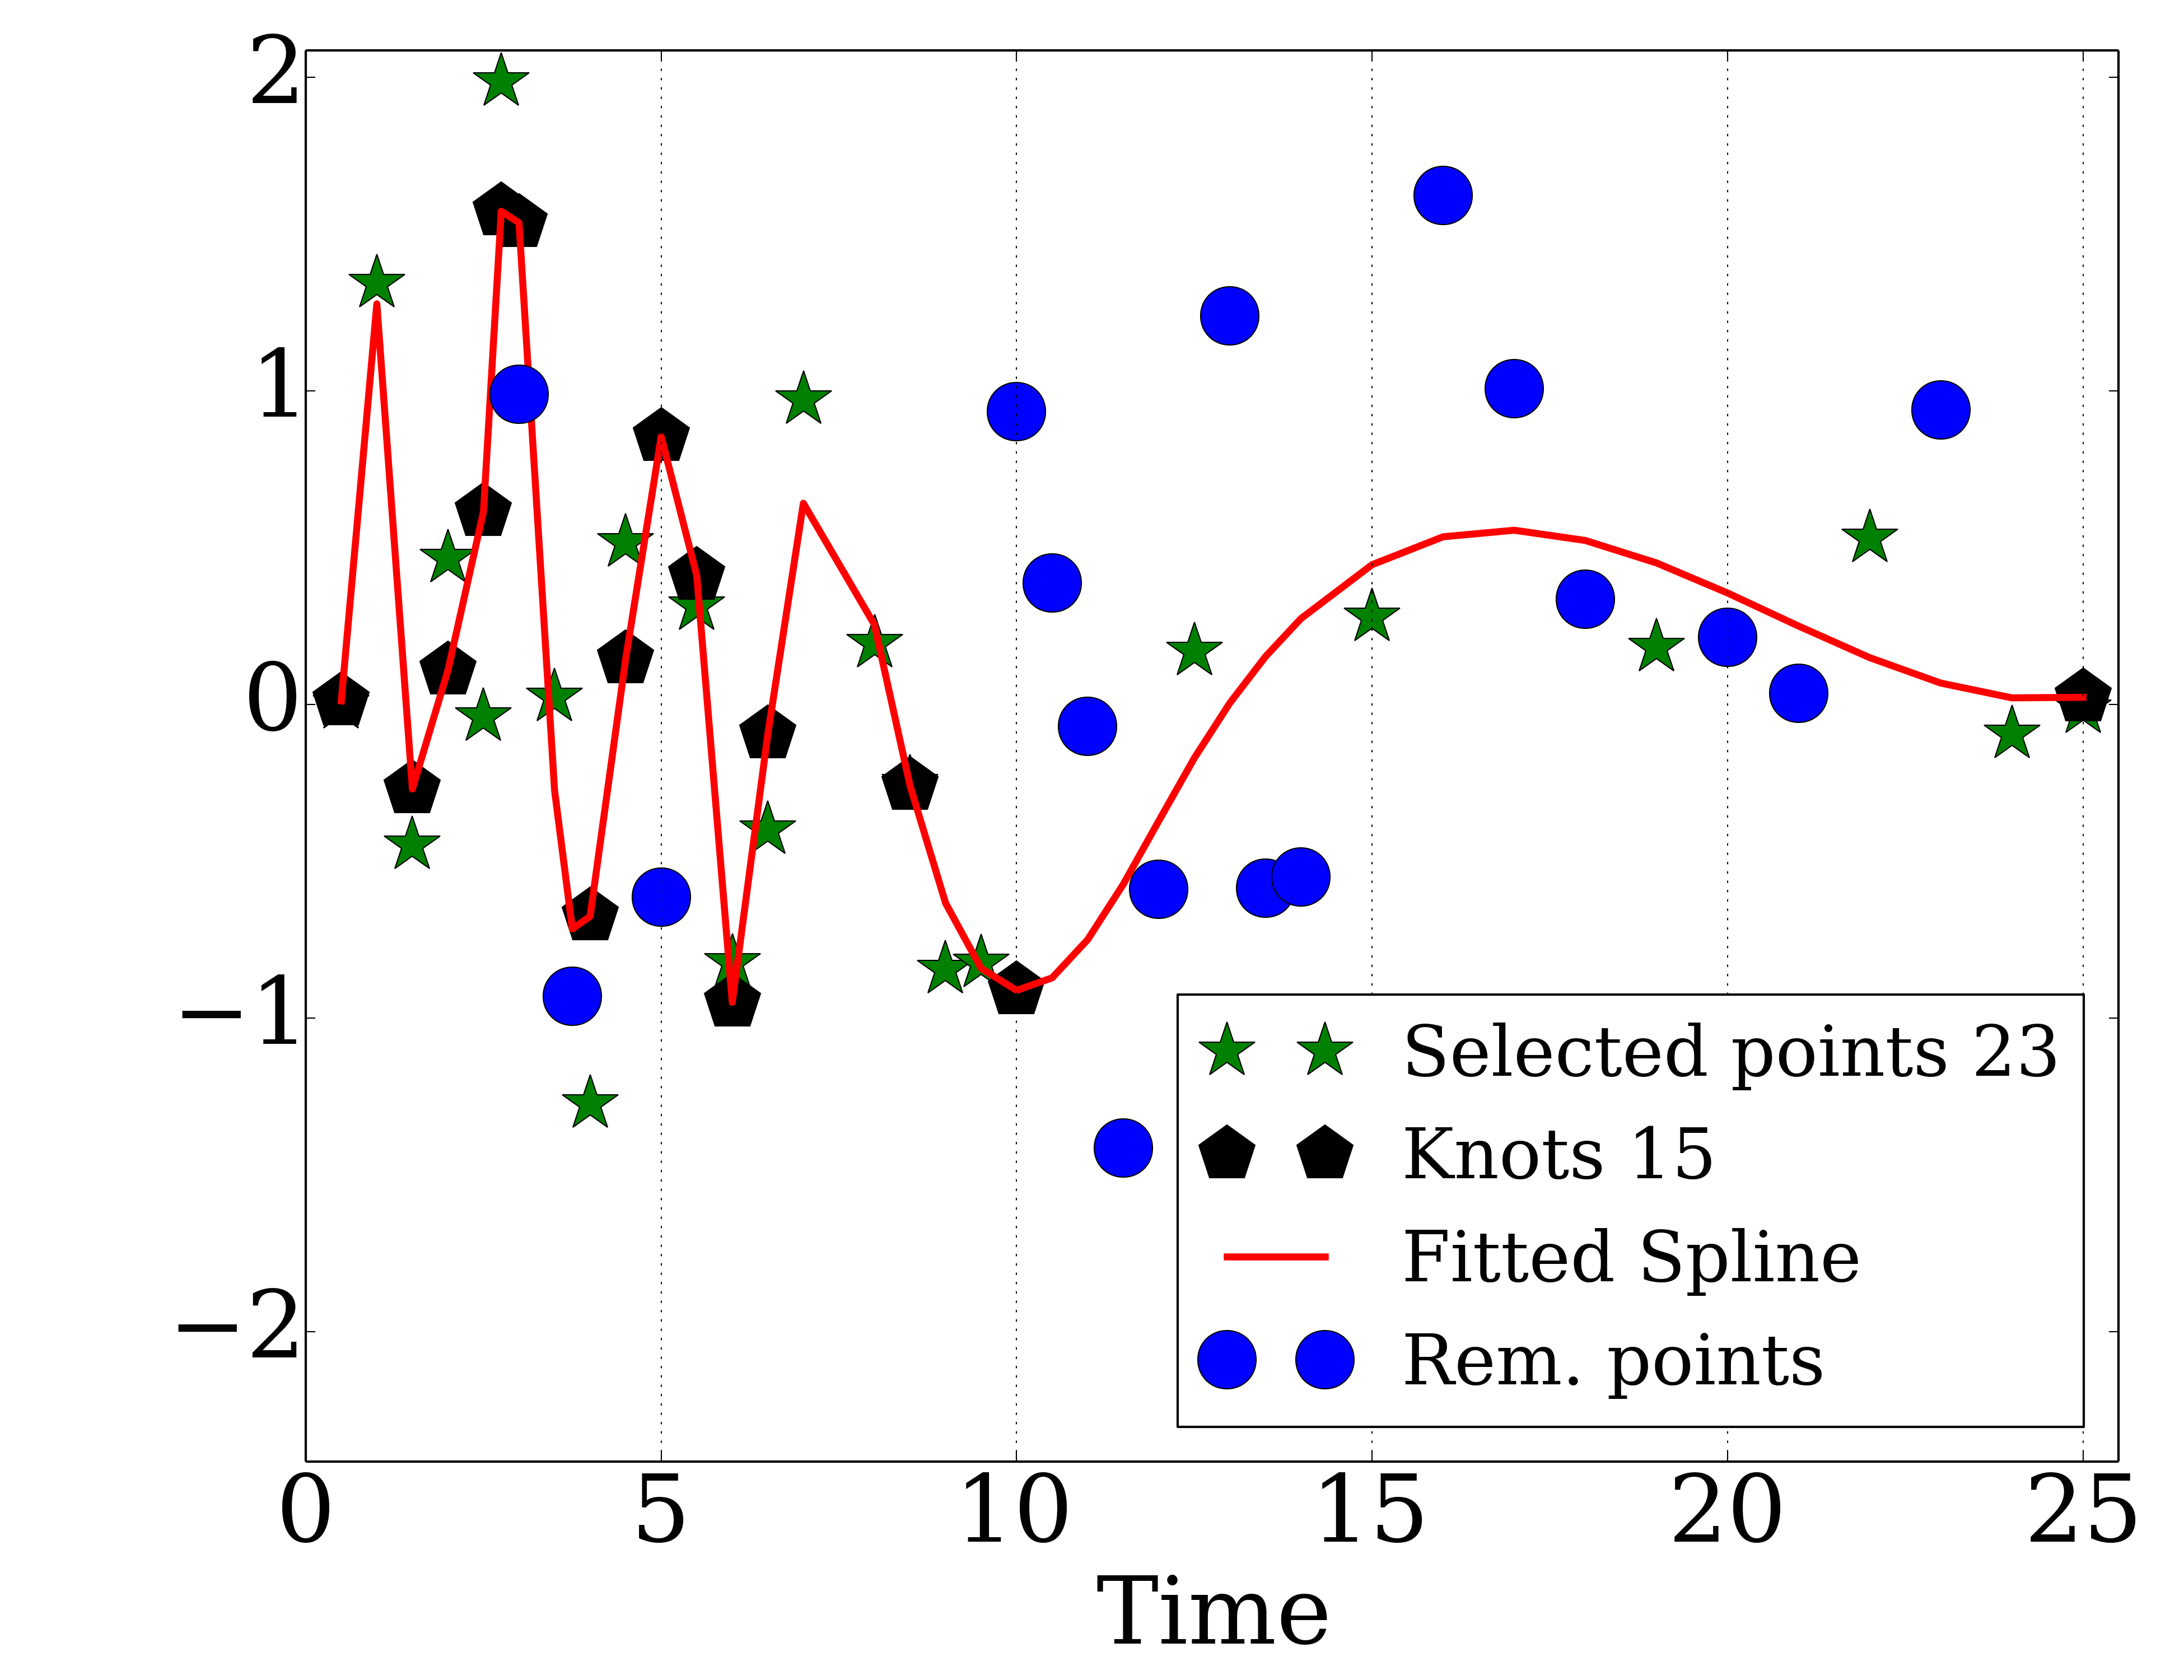 2
1
0
−1
−2
0 5 10 15 20 25
Time
Selected points 23
Knots 15
Fitted Spline
Rem. points